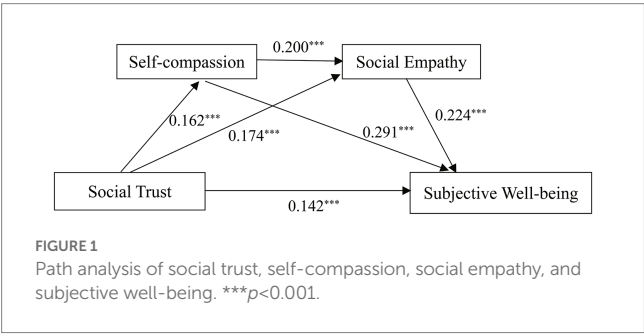 0.200***
Self-compassion
Social Empathy
0.162***
0.174***
0.291***
0.224***
Social Trust
0.142***
Subjective Well-being
FIGURE 1
Path analysis of social trust, self-compassion, social empathy, and
subjective well-being. ***p<0.001.